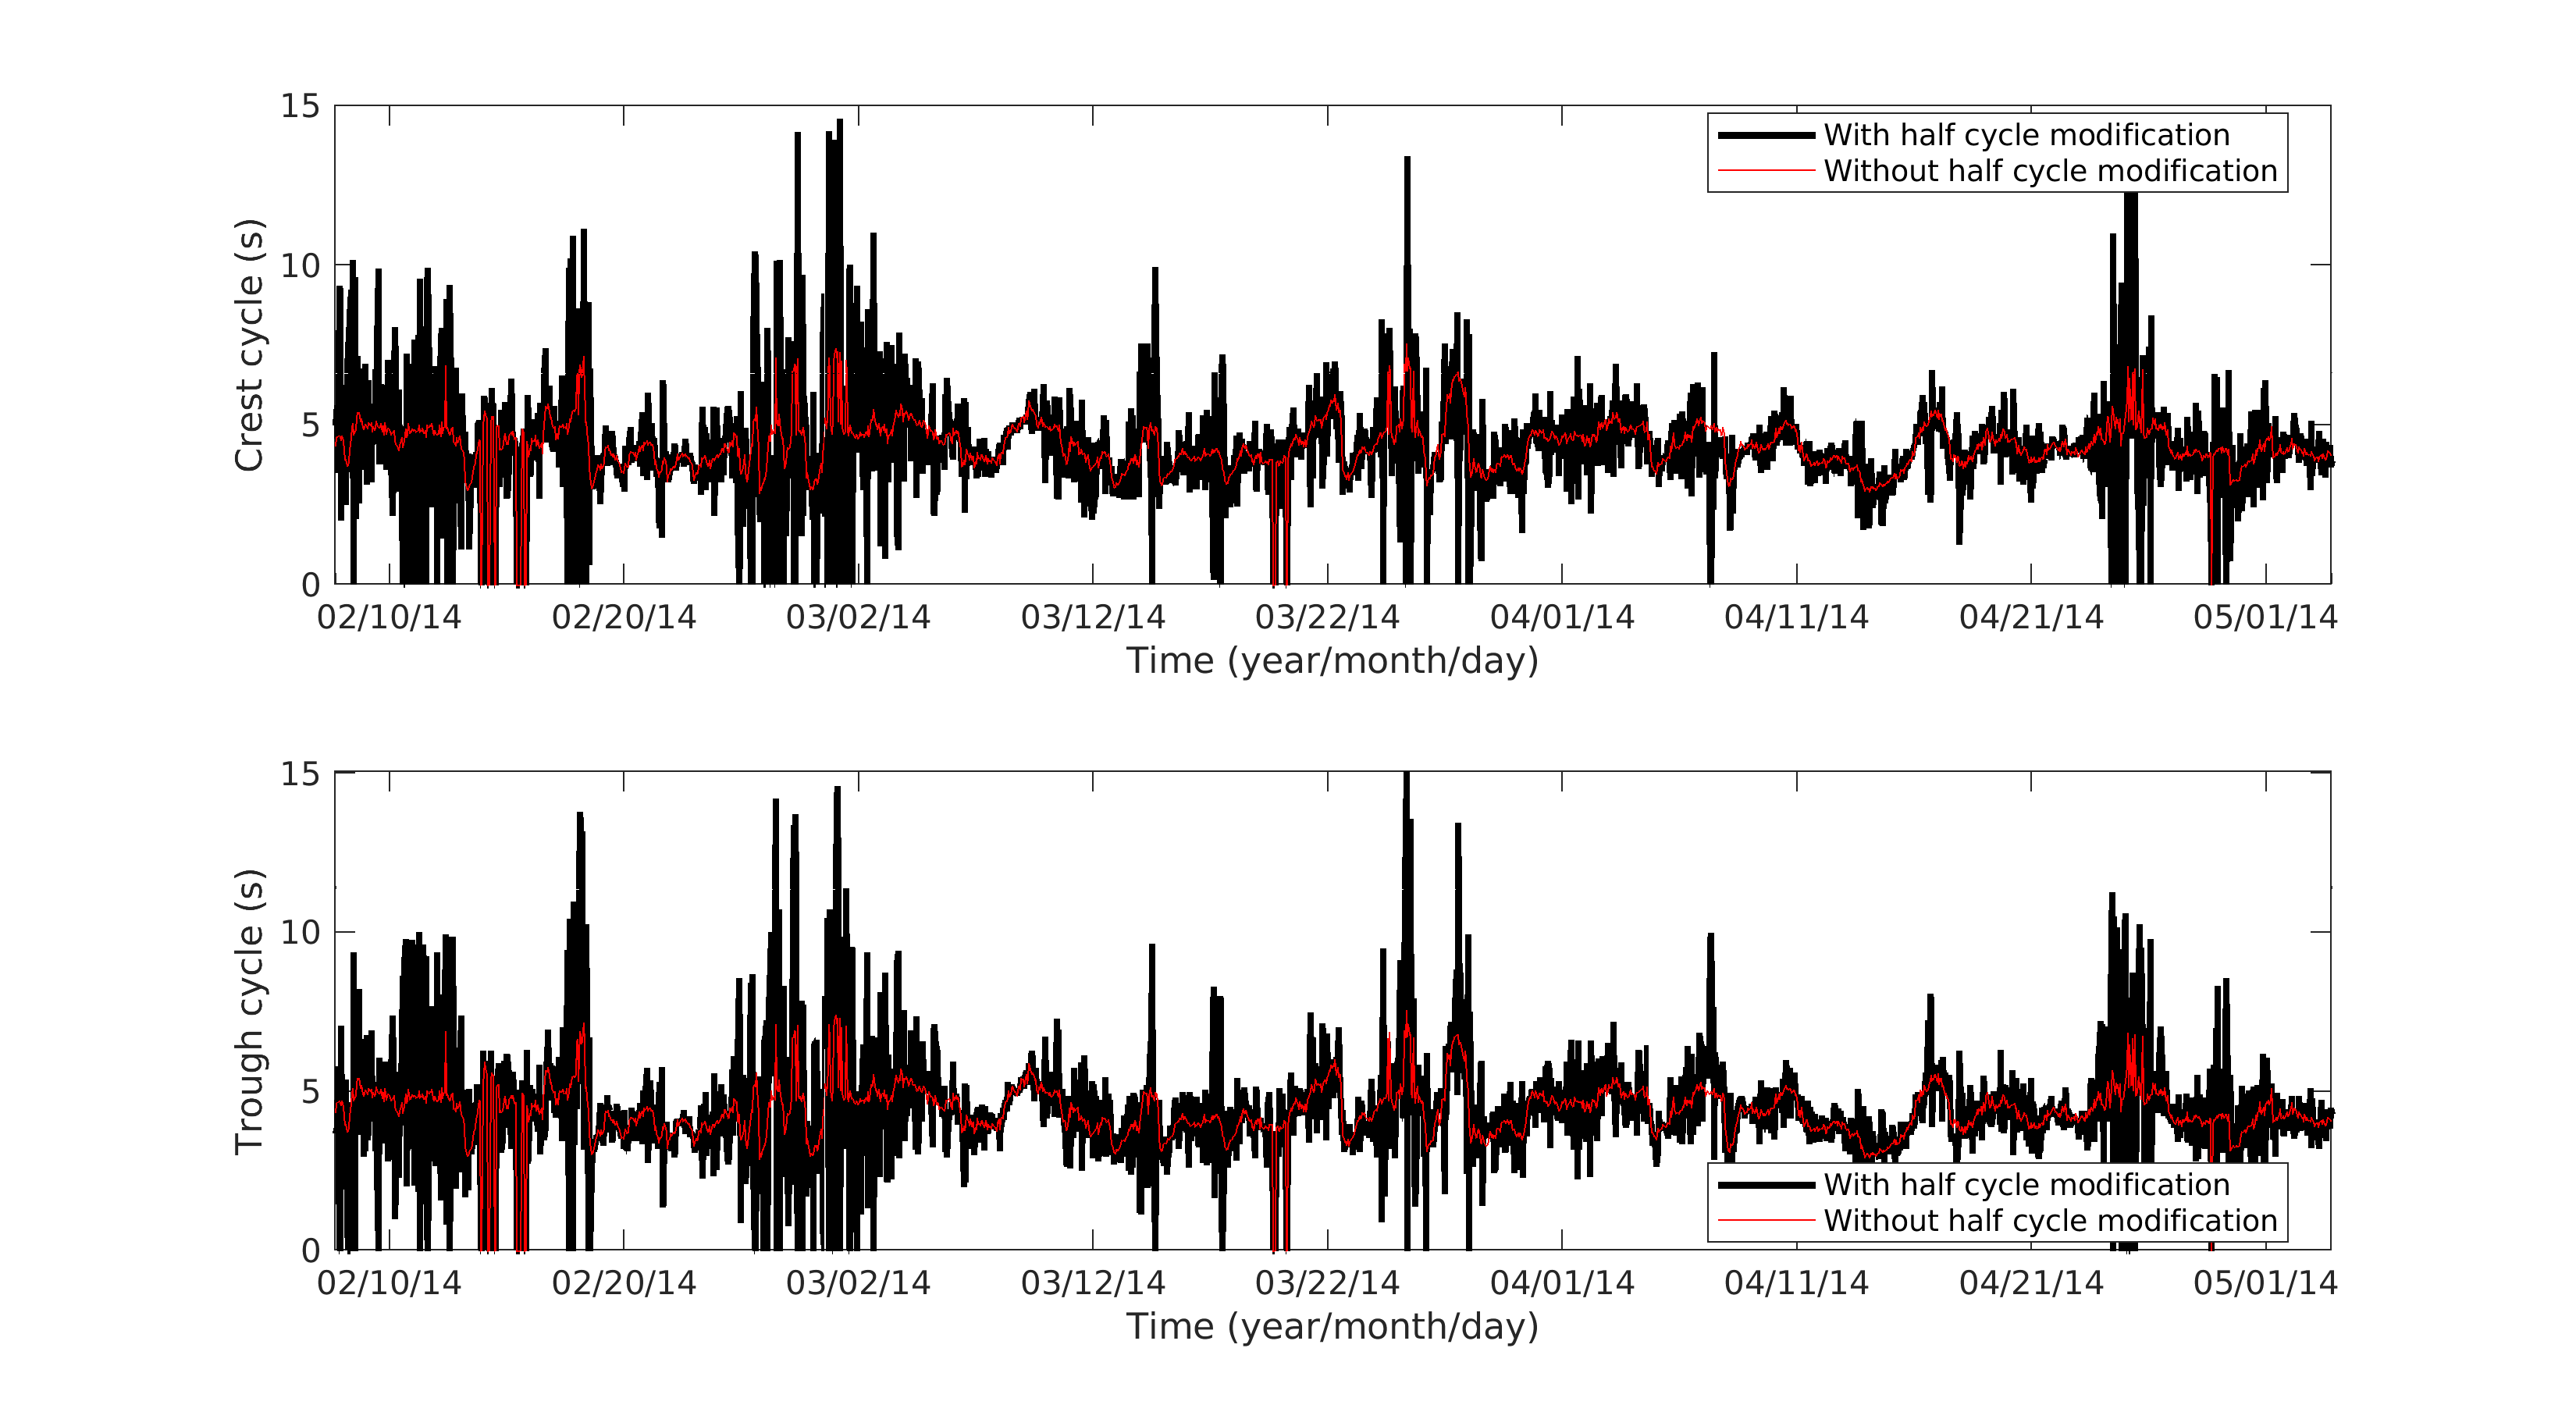 15
10
5
0
Crest cycle (s)
With half cycle modification
Without half cycle modification
02/10/14 02/20/14 03/02/14 03/12/14 03/22/14 04/01/14 04/11/14 04/21/14 05/01/14
Time (year/month/day)
15
10
5
0
Trough cycle (s)
With half cycle modification
Without half cycle modification
02/10/14 02/20/14 03/02/14 03/12/14 03/22/14 04/01/14 04/11/14 04/21/14 05/01/14
Time (year/month/day)